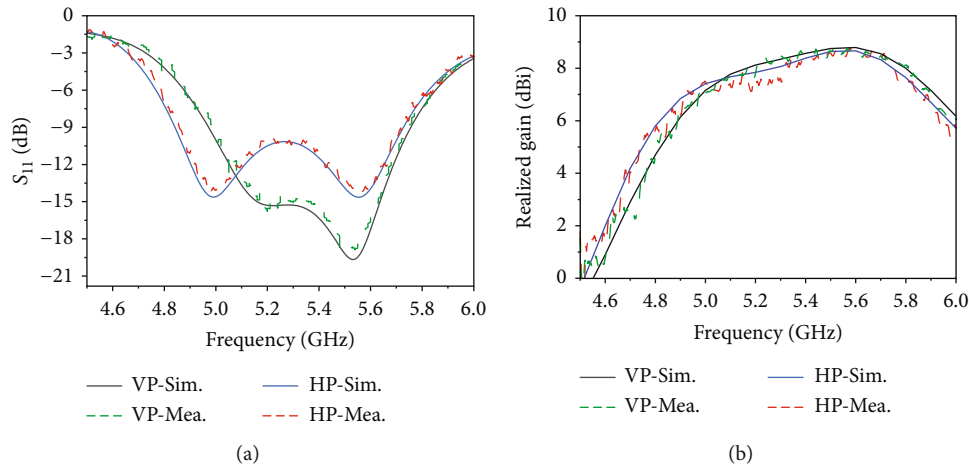 0
−3
−6
−9
−12
−15
−18
−21
S11 (dB)
4.6 4.8 5.0 5.2 5.4 5.6 5.8 6.0
Frequency (GHz)
VP-Sim. HP-Sim.
VP-Mea. HP-Mea.
(a)
10
8
6
4
2
0
Realized gain (dBi)
4.6 4.8 5.0 5.2 5.4 5.6 5.8 6.0
Frequency (GHz)
VP-Sim. HP-Sim.
VP-Mea. HP-Mea.
(b)